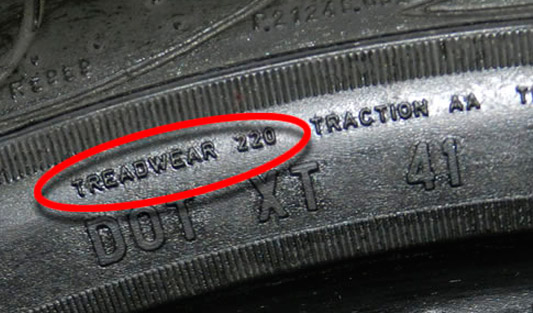 TREADWEAR 220 TRACTION AA
DOT XT 41